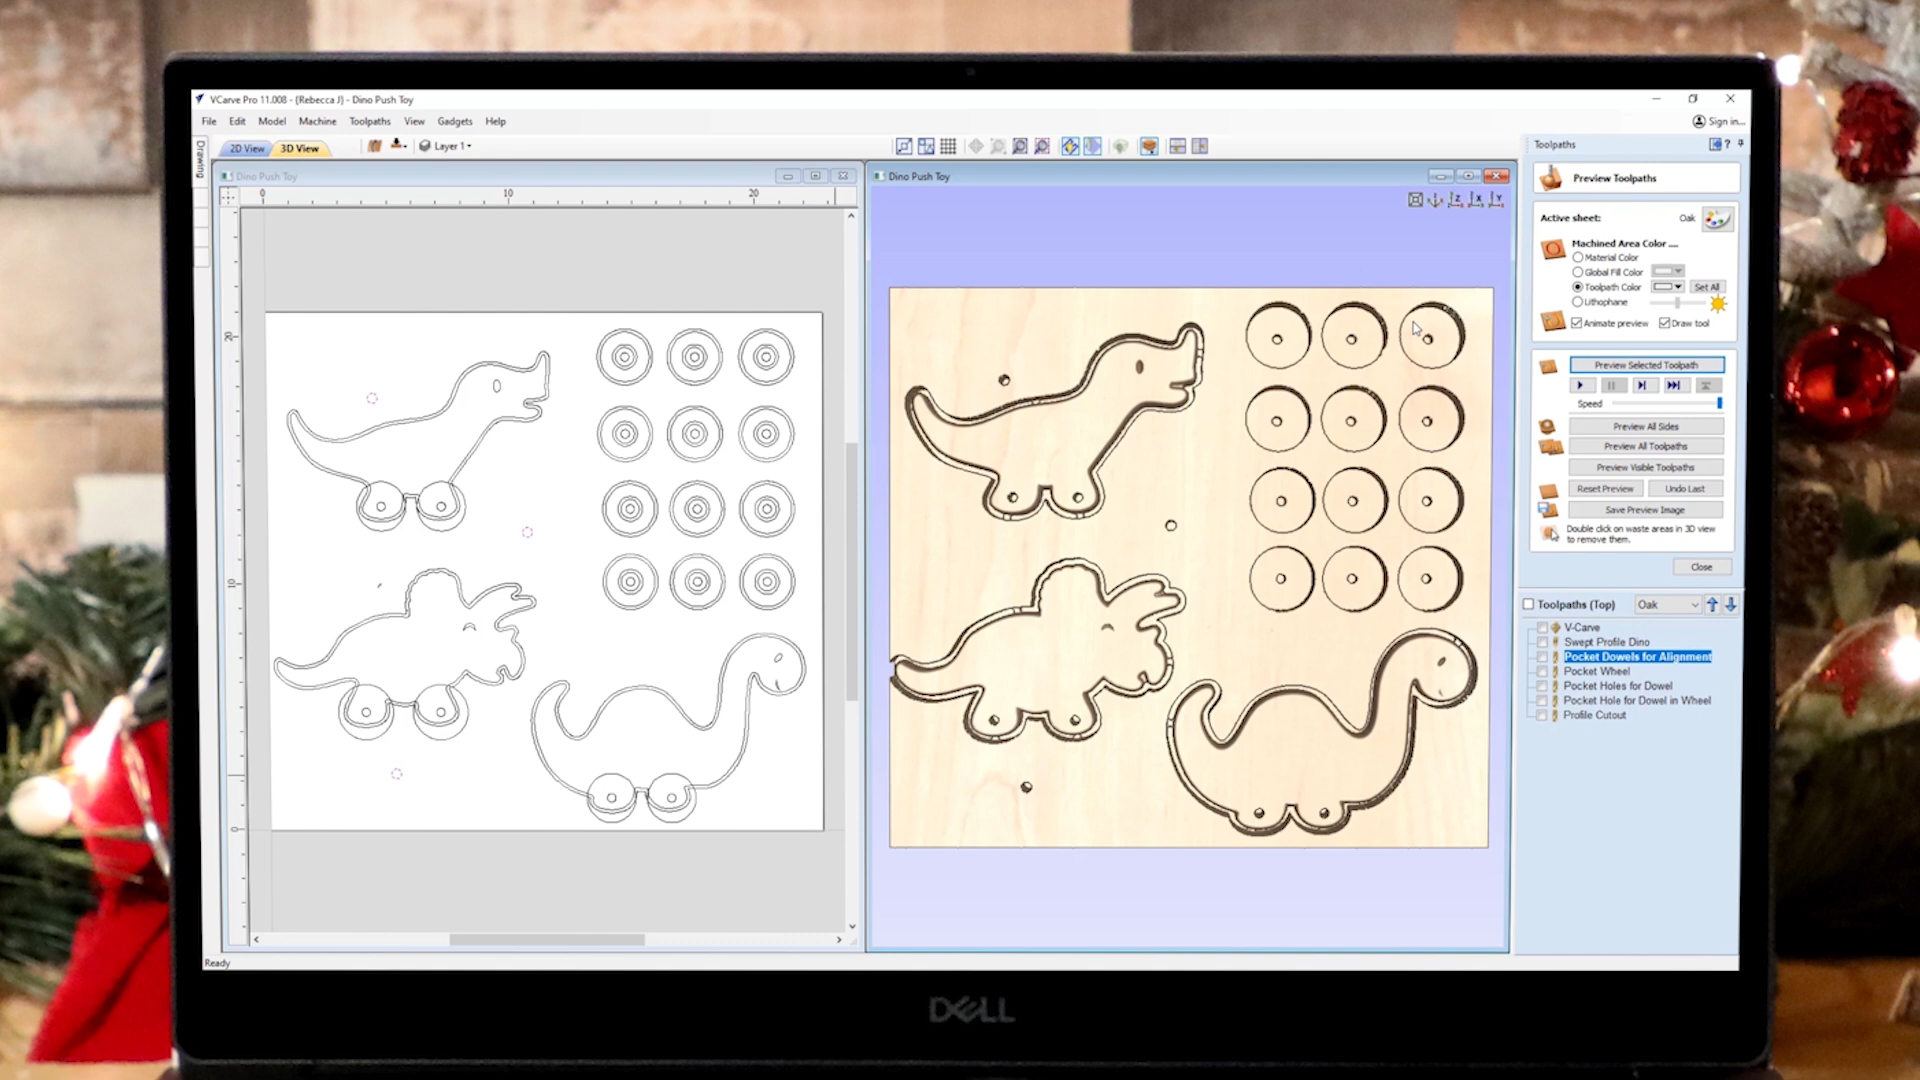 VCarve Pro 11.008 - {Rebecca J} - Dino Push Toy
File Edit Model Machine Toolpaths View Gadgets Help
Sign in...
Drawing
2D View 3D View Layer 1
Toolpaths ?
Dino Push Toy
0 10 20
20
10
0
Dino Push Toy
Z X Y
Preview Toolpaths
Active sheet: Oak
Machined Area Color ....
Material Color
Global Fill Color
Toolpath Color Set All
Lithophane
Animate preview Draw tool
Preview Selected Toolpath
Speed
Preview All Sides
Preview All Toolpaths
Preview Visible Toolpaths
Reset Preview Undo Last
Save Preview Image
Double click on waste areas in 3D view
to remove them.
Close
Toolpaths (Top) Oak
V-Carve
Swept Profile Dino
Pocket Dowels for Alignment
Pocket Wheel
Pocket Holes for Dowel
Pocket Hole for Dowel in Wheel
Profile Cutout
Ready
DELL